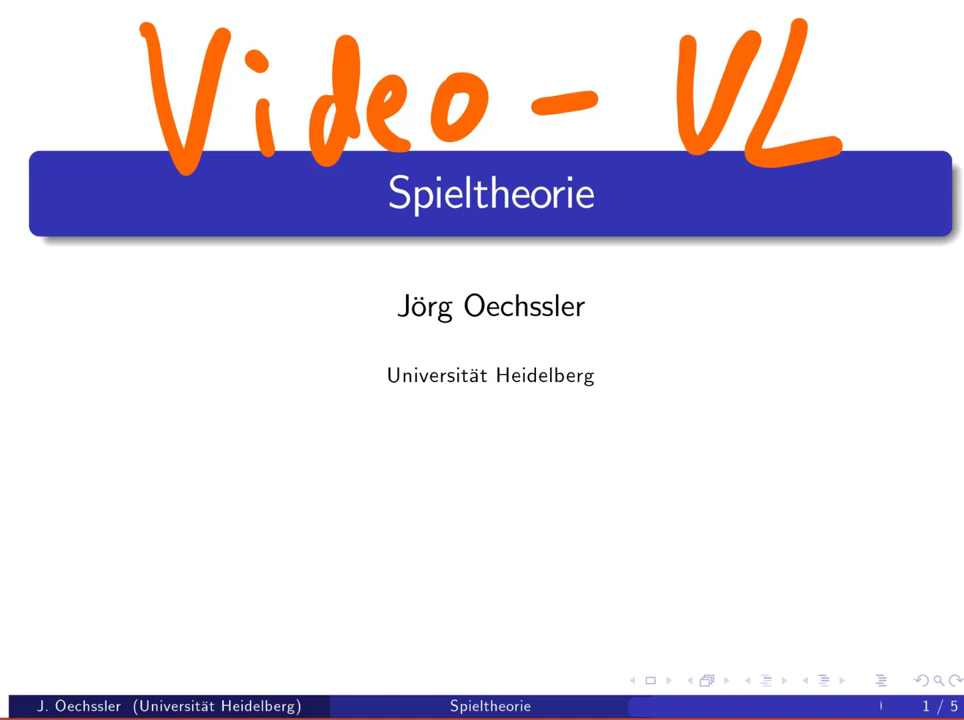 Video - VL
Spieltheorie
Jörg Oechssler
Universität Heidelberg
J. Oechssler (Universität Heidelberg) Spieltheorie 1 / 5